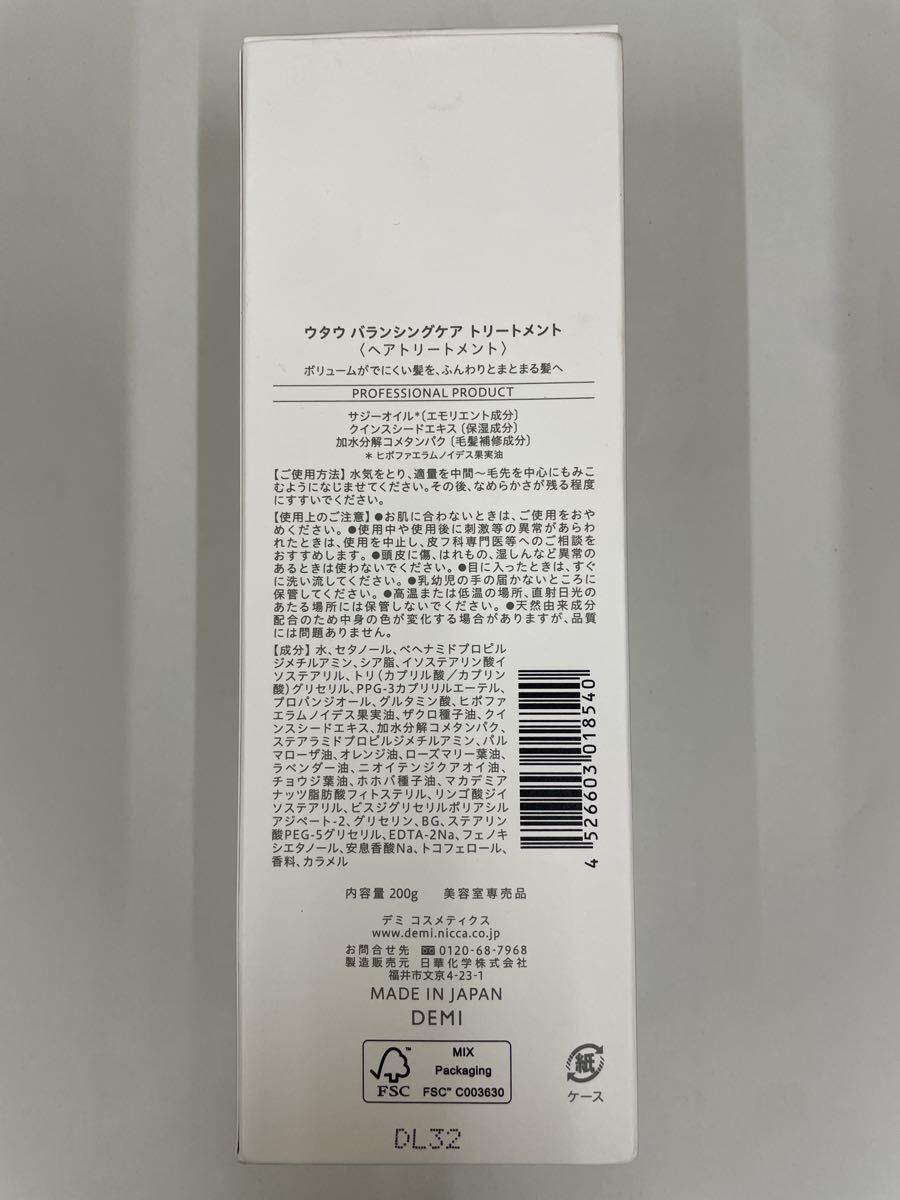 ウタウ バランシングケア トリートメント
〈ヘアトリートメント〉
ボリュームがでにくい髪を、ふんわりとまとまる髪へ
PROFESSIONAL PRODUCT
サジーオイル*〔エモリエント成分〕
クインスシードエキス〔保湿成分〕
加水分解コメタンパク〔毛髪補修成分〕
* ヒポファエラムノイデス果実油
【ご使用方法】水気をとり、適量を中間～毛先を中心にもみこ
むようになじませてください。その後、なめらかさが残る程度
にすすいでください。
【使用上のご注意】●お肌に合わないときは、ご使用をおや
めください。●使用中や使用後に刺激等の異常があらわ
れたときは、使用を中止し、皮フ科専門医等へのご相談を
おすすめします。●頭皮に傷、はれもの、湿しんなど異常の
あるときは使わないでください。●目に入ったときは、すぐ
に洗い流してください。●乳幼児の手の届かないところに
保管してください。●高温または低温の場所、直射日光の
あたる場所には保管しないでください。●天然由来成分
配合のため中身の色が変化する場合がありますが、品質
には問題ありません。
【成分】水、セタノール、ベヘナミドプロピル
ジメチルアミン、シア脂、イソステアリン酸イ
ソステアリル、トリ(カプリル酸/カプリン
酸)グリセリル、PPG-3カプリリルエーテル、
プロパンジオール、グルタミン酸、ヒポファ
エラムノイデス果実油、ザクロ種子油、クイ
ンスシードエキス、加水分解コメタンパク、
ステアラミドプロピルジメチルアミン、パル
マローザ油、オレンジ油、ローズマリー葉油、
ラベンダー油、ニオイテンジクアオイ油、
チョウジ葉油、ホホバ種子油、マカデミア
ナッツ脂肪酸フィトステリル、リンゴ酸ジイ
ソステアリル、ビスジグリセリルポリアシル
アジペート-2、グリセリン、BG、ステアリン
酸PEG-5グリセリル、EDTA-2Na、フェノキ
シエタノール、安息香酸Na、トコフェロール、
香料、カラメル
4 526603 018540
内容量 200g 美容室専売品
デミ コスメティクス
www.demi.nicca.co.jp
お問合せ先 0120-68-7968
製造販売元 日華化学株式会社
福井市文京4-23-1
MADE IN JAPAN
DEMI
FSC™
MIX
Packaging
FSC™ C003630
紙
ケース
DL32